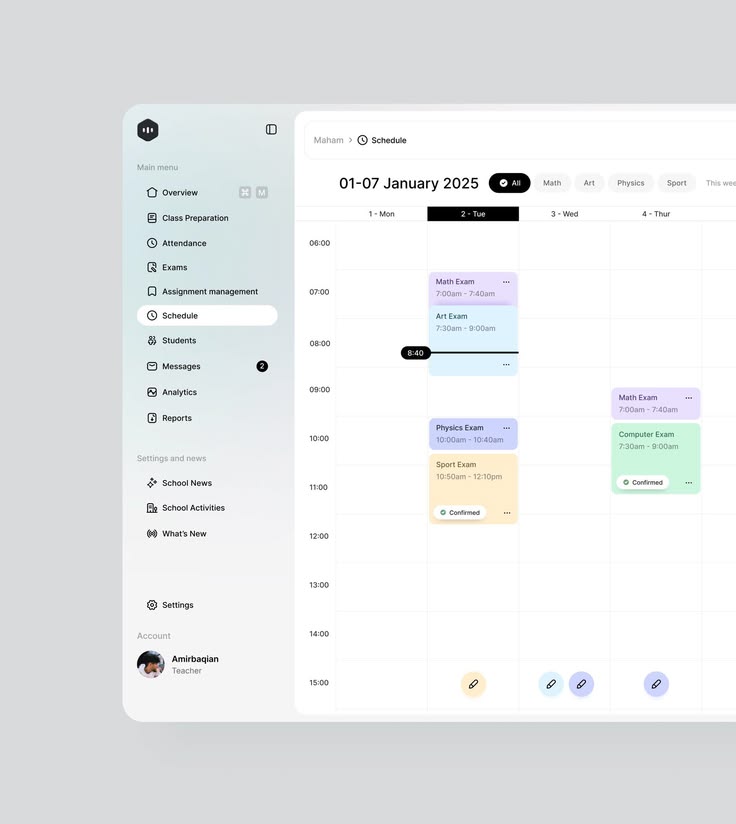 Main menu
Overview ⌘ M
Class Preparation
Attendance
Exams
Assignment management
Schedule
Students
Messages 2
Analytics
Reports
Settings and news
School News
School Activities
What's New
Settings
Account
Amirbaqian
Teacher
Maham > Schedule
01-07 January 2025
All Math Art Physics Sport This wee
1 - Mon 2 - Tue 3 - Wed 4 - Thur
06:00
07:00
08:00
09:00
10:00
11:00
12:00
13:00
14:00
15:00
8:40
Math Exam
7:00am - 7:40am
Art Exam
7:30am - 9:00am
Physics Exam
10:00am - 10:40am
Sport Exam
10:50am - 12:10pm
Confirmed
Math Exam
7:00am - 7:40am
Computer Exam
7:30am - 9:00am
Confirmed